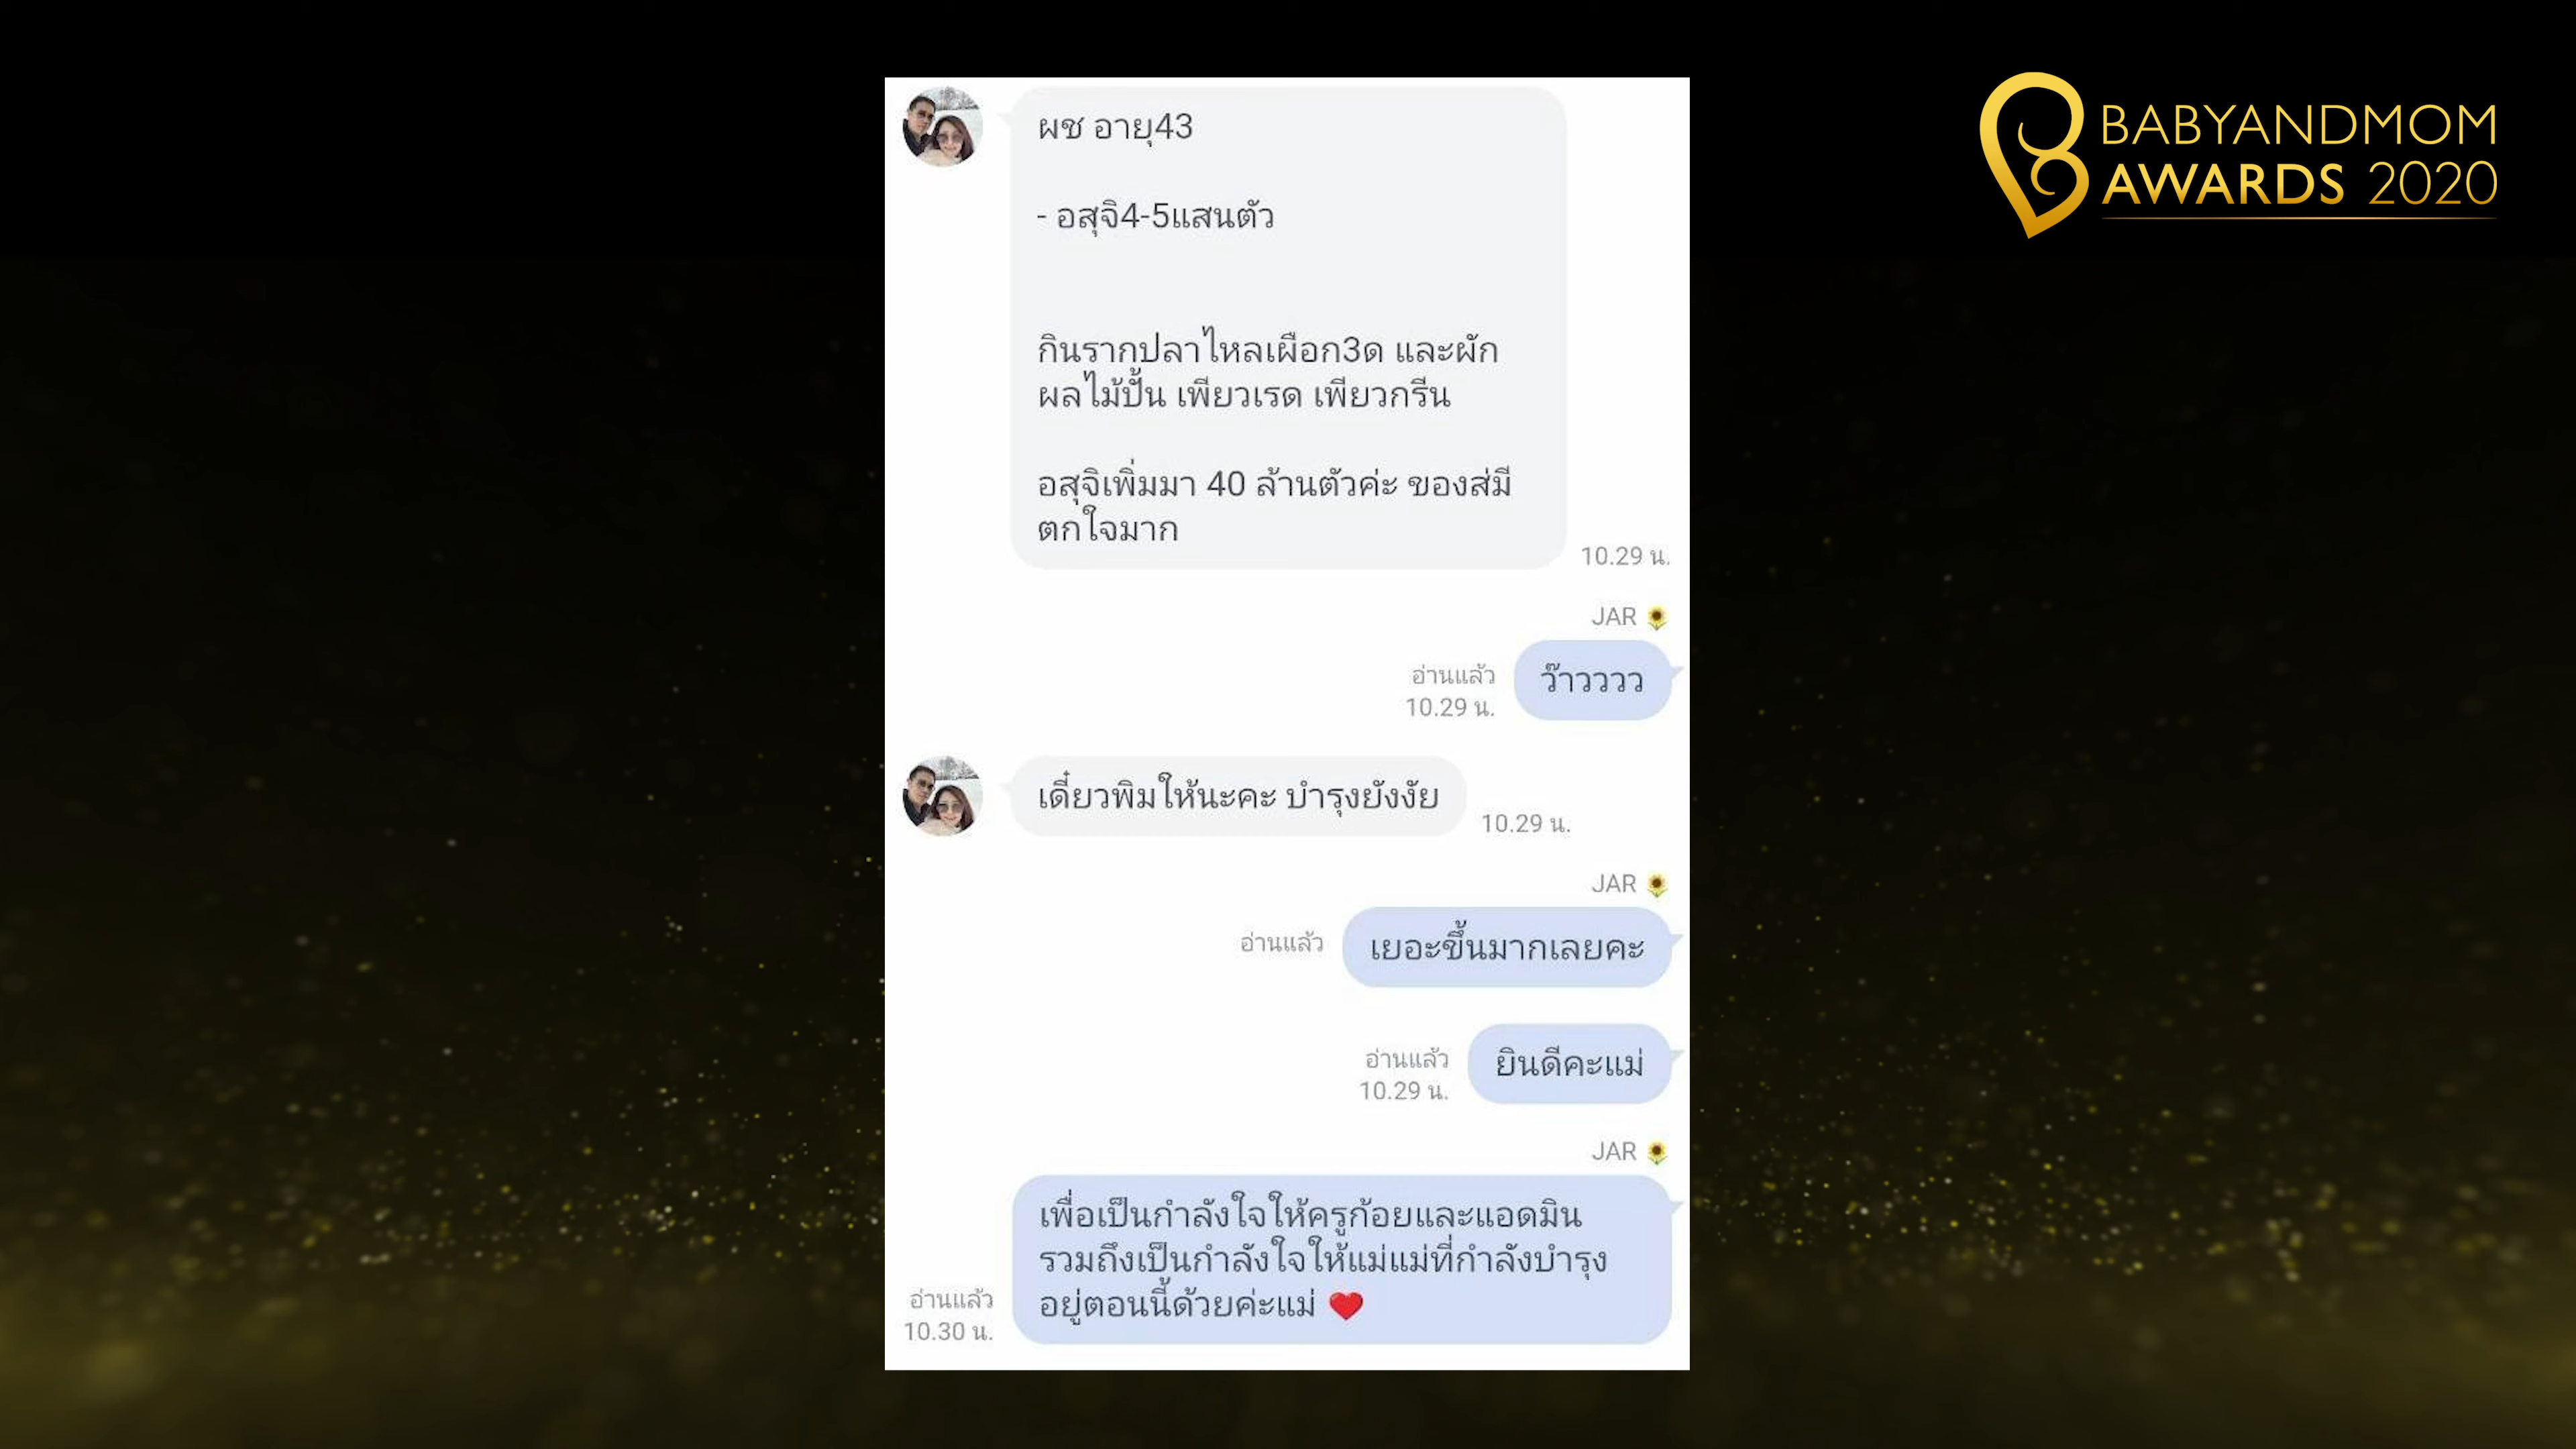 BABYANDMOM
AWARDS 2020
ผช อายุ43
- อสุจิ4-5แสนตัว
กินรากปลาไหลเผือก3ด และผัก
ผลไม้ปั้น เพียวเรด เพียวกรีน
อสุจิเพิ่มมา 40 ล้านตัวค่ะ ของส่มี
ตกใจมาก
10.29 น.
JAR 🌻
ว๊าวววว
อ่านแล้ว
10.29 น.
เดี๋ยวพิมให้นะคะ บำรุงยังงัย
10.29 น.
JAR 🌻
เยอะขึ้นมากเลยคะ
อ่านแล้ว
ยินดีคะแม่
อ่านแล้ว
10.29 น.
JAR 🌻
เพื่อเป็นกำลังใจให้ครูก้อยและแอดมิน
รวมถึงเป็นกำลังใจให้แม่แม่ที่กำลังบำรุง
อยู่ตอนนี้ด้วยค่ะแม่ ❤️
อ่านแล้ว
10.30 น.